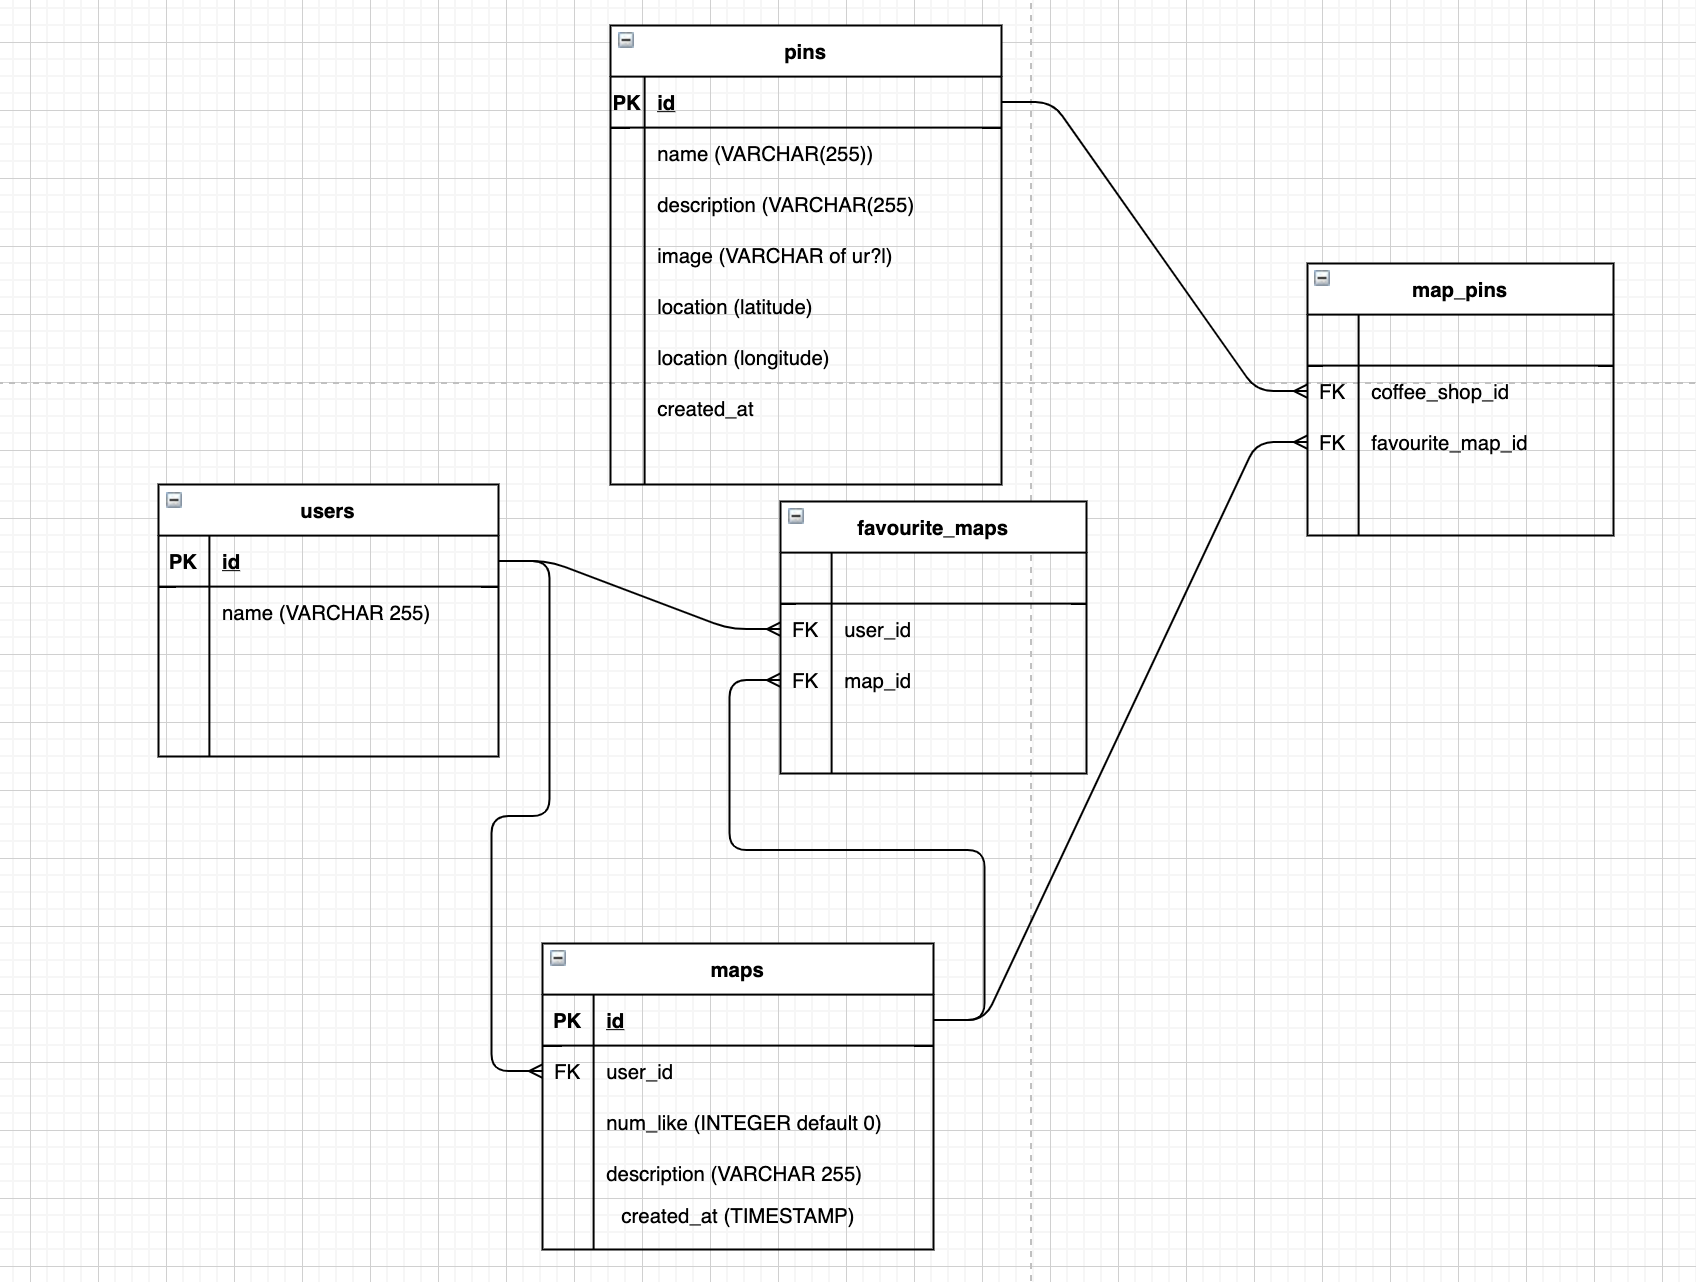 pins
PK id
name (VARCHAR(255))
description (VARCHAR(255)
image (VARCHAR of ur?l)
location (latitude)
location (longitude)
created_at
map_pins
FK coffee_shop_id
FK favourite_map_id
users
PK id
name (VARCHAR 255)
favourite_maps
FK user_id
FK map_id
maps
PK id
FK user_id
num_like (INTEGER default 0)
description (VARCHAR 255)
created_at (TIMESTAMP)